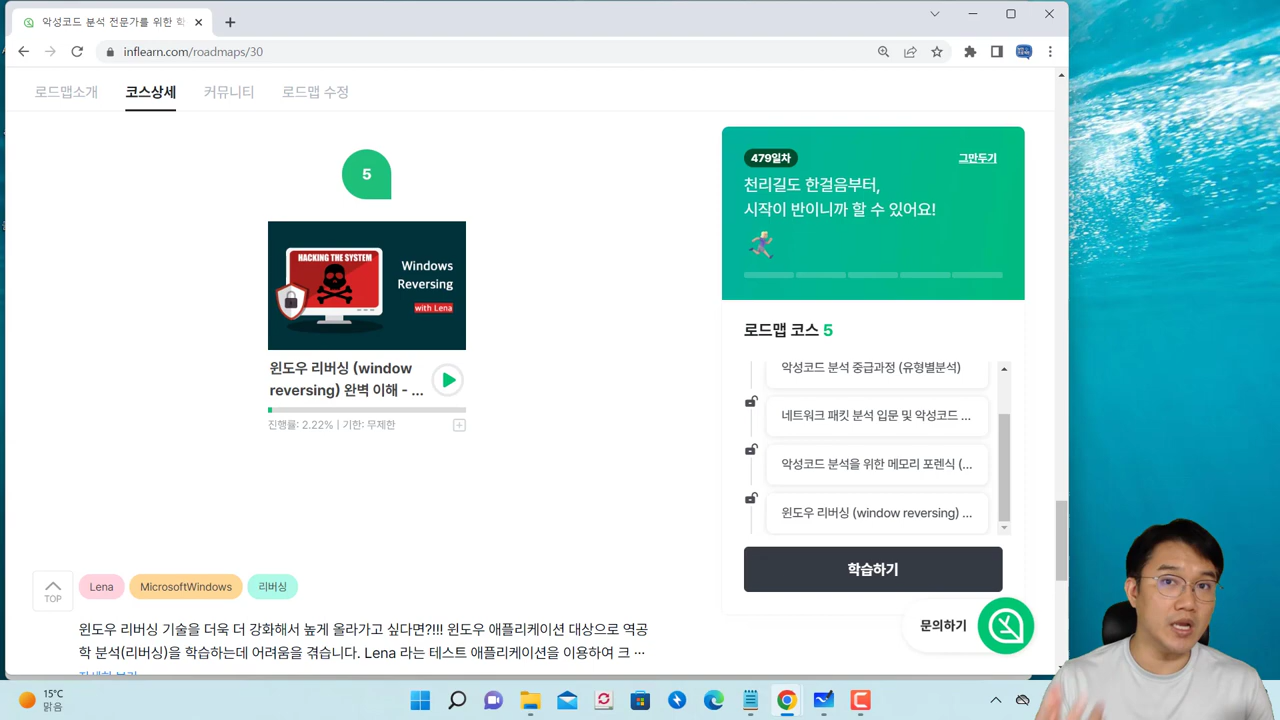 악성코드 분석 전문가를 위한 학
inflearn.com/roadmaps/30
로드맵소개
코스상세
커뮤니티
로드맵 수정
5
HACKING THE SYSTEM
Windows
Reversing
with Lena
윈도우 리버싱 (window
reversing) 완벽 이해 - ...
진행률: 2.22% | 기한: 무제한
479일차
그만두기
천리길도 한걸음부터,
시작이 반이니까 할 수 있어요!
로드맵 코스 5
악성코드 분석 중급과정 (유형별분석)
네트워크 패킷 분석 입문 및 악성코드 ...
악성코드 분석을 위한 메모리 포렌식 (...
윈도우 리버싱 (window reversing) ...
학습하기
문의하기
TOP
Lena
MicrosoftWindows
리버싱
윈도우 리버싱 기술을 더욱 더 강화해서 높게 올라가고 싶다면?!!! 윈도우 애플리케이션 대상으로 역공
학 분석(리버싱)을 학습하는데 어려움을 겪습니다. Lena 라는 테스트 애플리케이션을 이용하여 크 ···
15°C
맑음